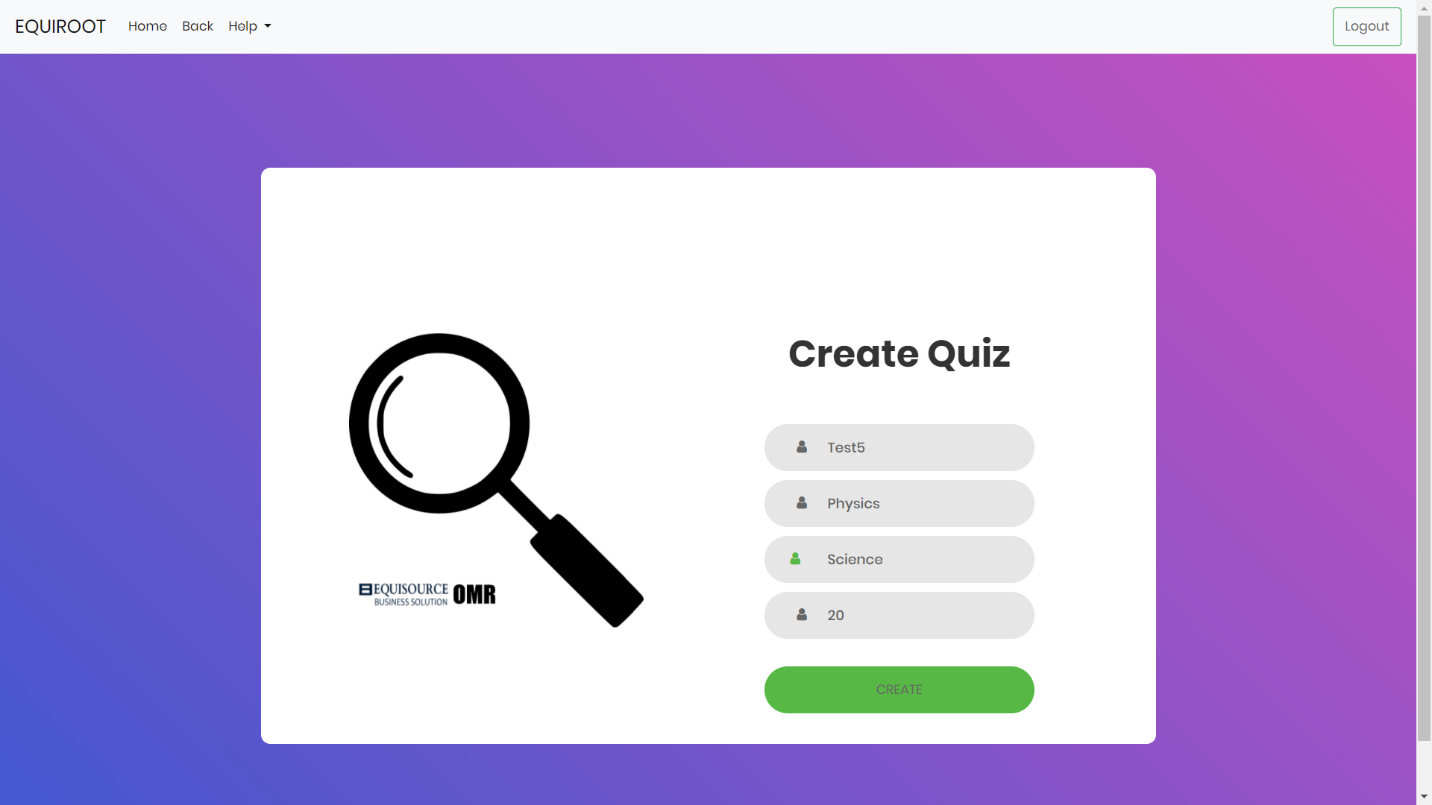 EQUIROOT Home Back Help Logout
Create Quiz
Test5
Physics
Science
20
EQUISOURCE
BUSINESS SOLUTION OMR
CREATE